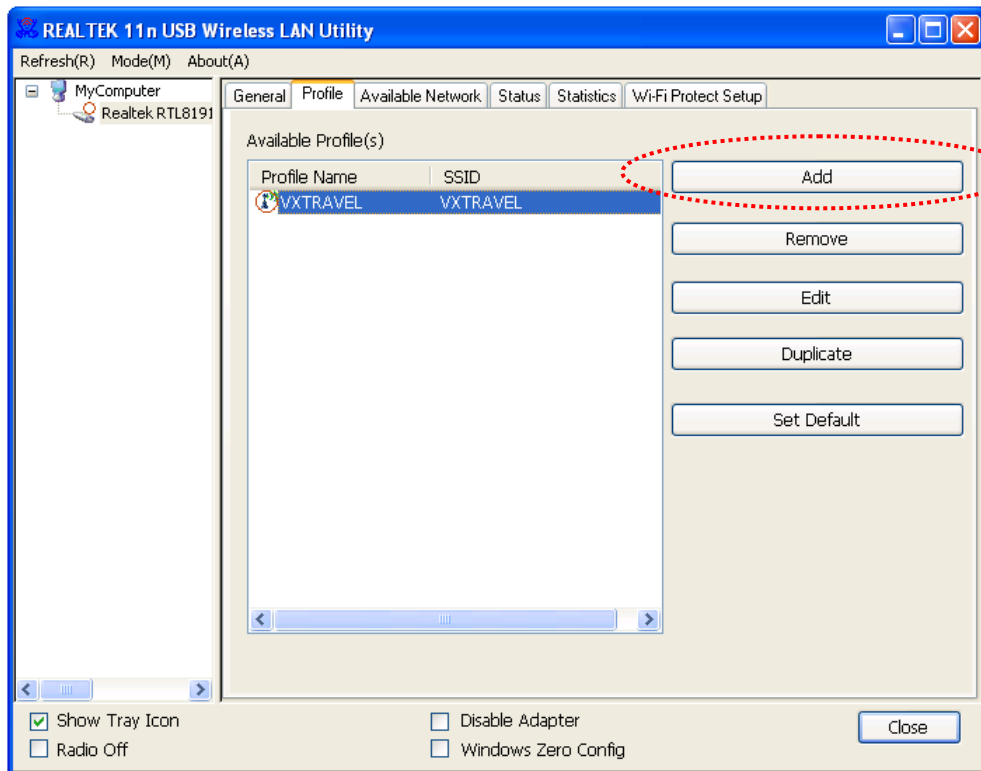 REALTEK 11n USB Wireless LAN Utility
Refresh(R) Mode(M) About(A)
MyComputer
Realtek RTL8191
General Profile Available Network Status Statistics Wi-Fi Protect Setup
Available Profile(s)
Profile Name SSID
VXTRAVEL VXTRAVEL
Add
Remove
Edit
Duplicate
Set Default
Show Tray Icon
Radio Off
Disable Adapter
Windows Zero Config
Close